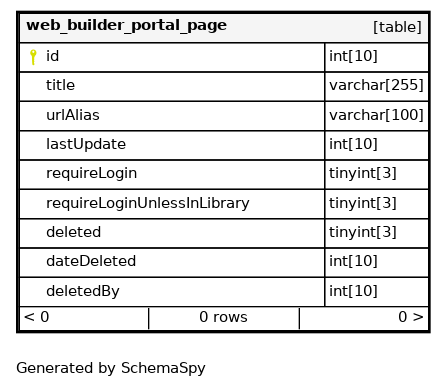 web_builder_portal_page [table]
id int[10]
title varchar[255]
urlAlias varchar[100]
lastUpdate int[10]
requireLogin tinyint[3]
requireLoginUnlessInLibrary tinyint[3]
deleted tinyint[3]
dateDeleted int[10]
deletedBy int[10]
< 0 0 rows 0 >
Generated by SchemaSpy